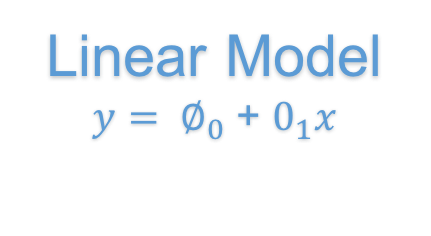 Linear Model
y = ∅₀ + 0₁x